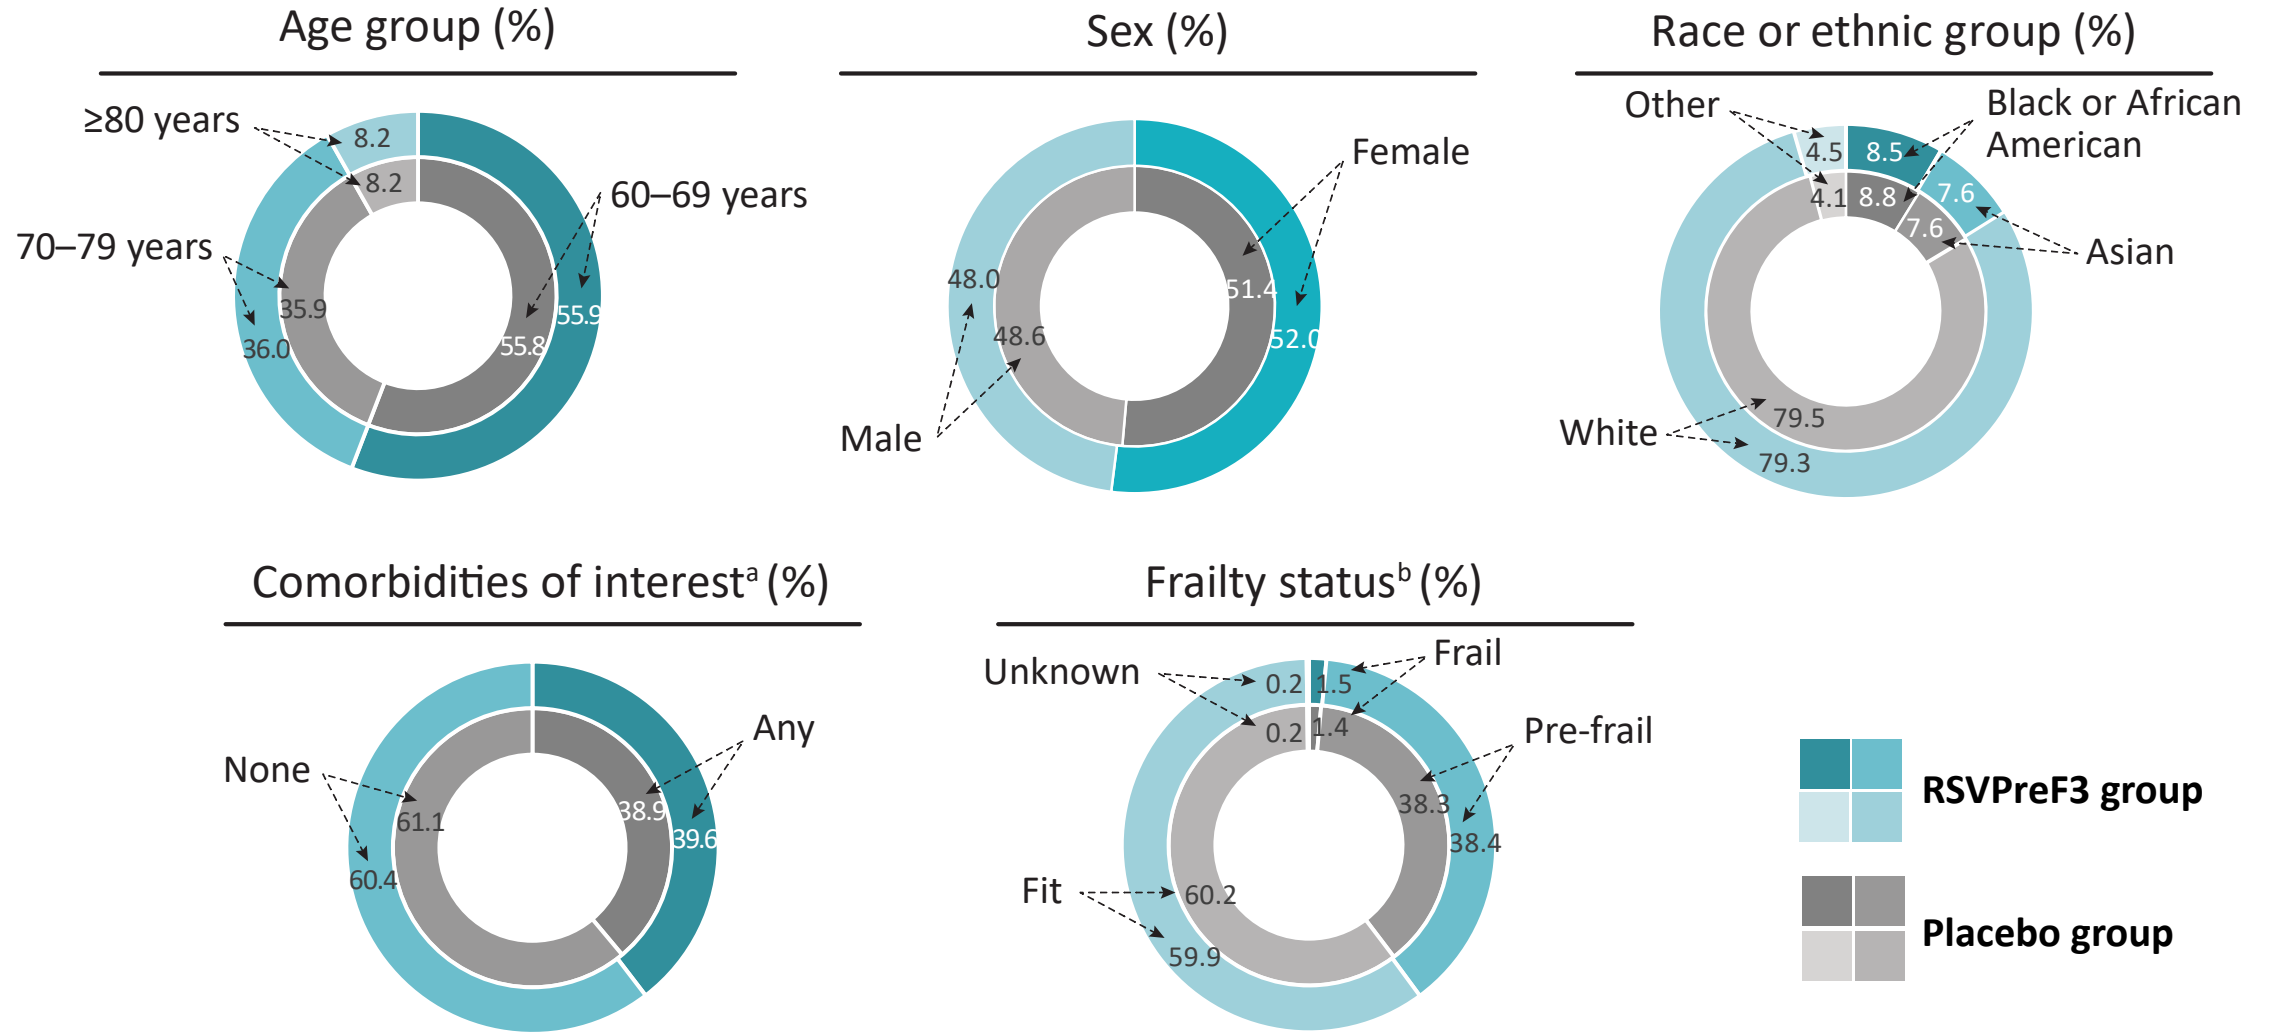 Age group (%)
≥80 years
8.2
8.2
60–69 years
70–79 years
35.9
55.9
36.0
55.8
Sex (%)
Female
48.0
51.4
48.6
52.0
Male
Race or ethnic group (%)
Other
Black or African
American
4.5
8.5
4.1
8.8
7.6
7.6
Asian
79.5
White
79.3
Comorbidities of interestᵃ (%)
Any
None
38.9
61.1
39.6
60.4
Frailty statusᵇ (%)
Frail
Unknown
0.2
1.5
0.2
1.4
Pre-frail
38.3
38.4
Fit
60.2
59.9
RSVPreF3 group
Placebo group